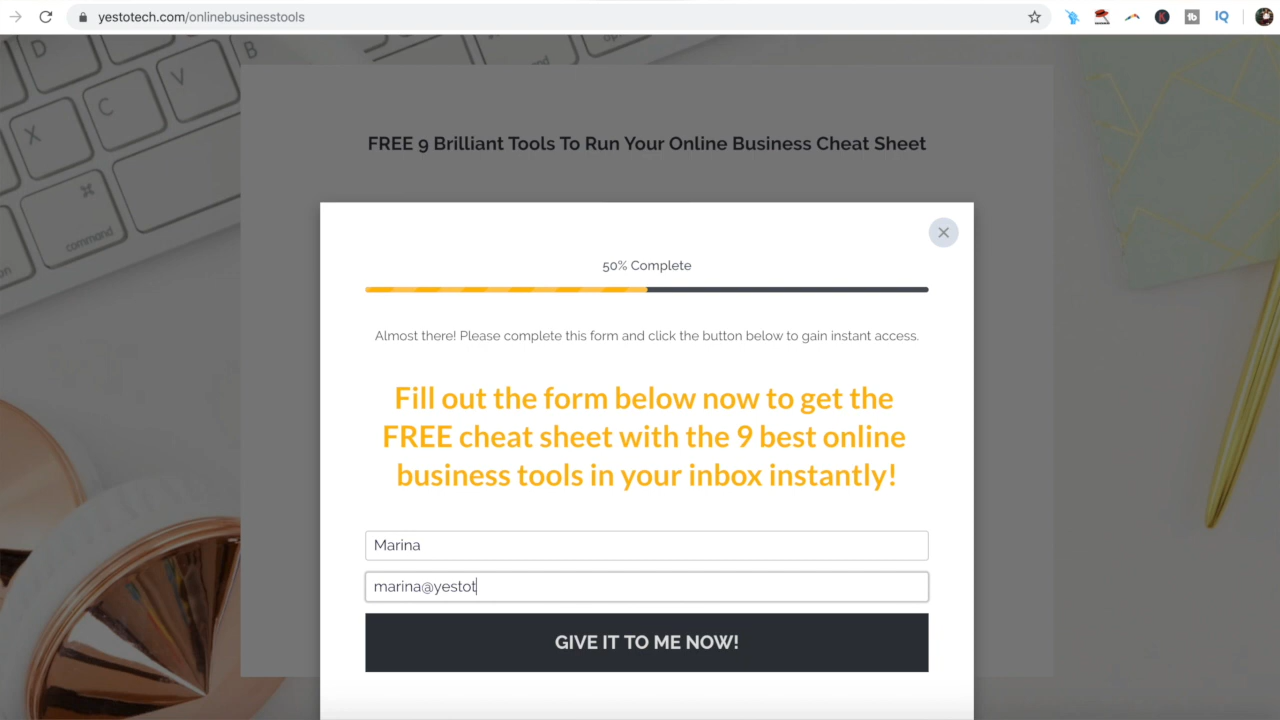 yestotech.com/onlinebusinesstools
K
tb
IQ
D
B
V
C
X
command
FREE 9 Brilliant Tools To Run Your Online Business Cheat Sheet
50% Complete
Almost there! Please complete this form and click the button below to gain instant access.
Fill out the form below now to get the
FREE cheat sheet with the 9 best online
business tools in your inbox instantly!
Marina
marina@yestot
GIVE IT TO ME NOW!